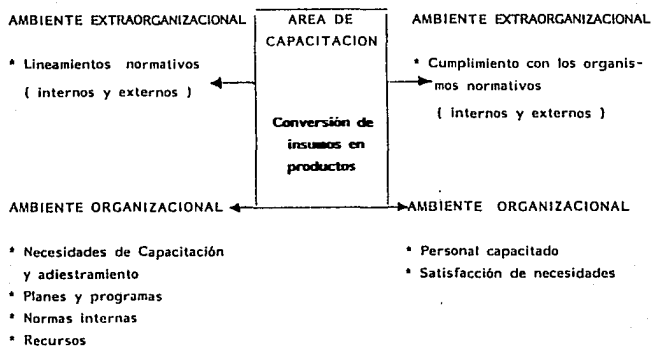 AMBIENTE EXTRAORGANIZACIONAL
* Lineamientos normativos
( internos y externos )
AREA DE
CAPACITACION
Conversión de
insumos en
productos
AMBIENTE EXTRAORGANIZACIONAL
* Cumplimiento con los organis-
mos normativos
( internos y externos )
AMBIENTE ORGANIZACIONAL
* Necesidades de Capacitación
y adiestramiento
* Planes y programas
* Normas internas
* Recursos
AMBIENTE ORGANIZACIONAL
* Personal capacitado
* Satisfacción de necesidades